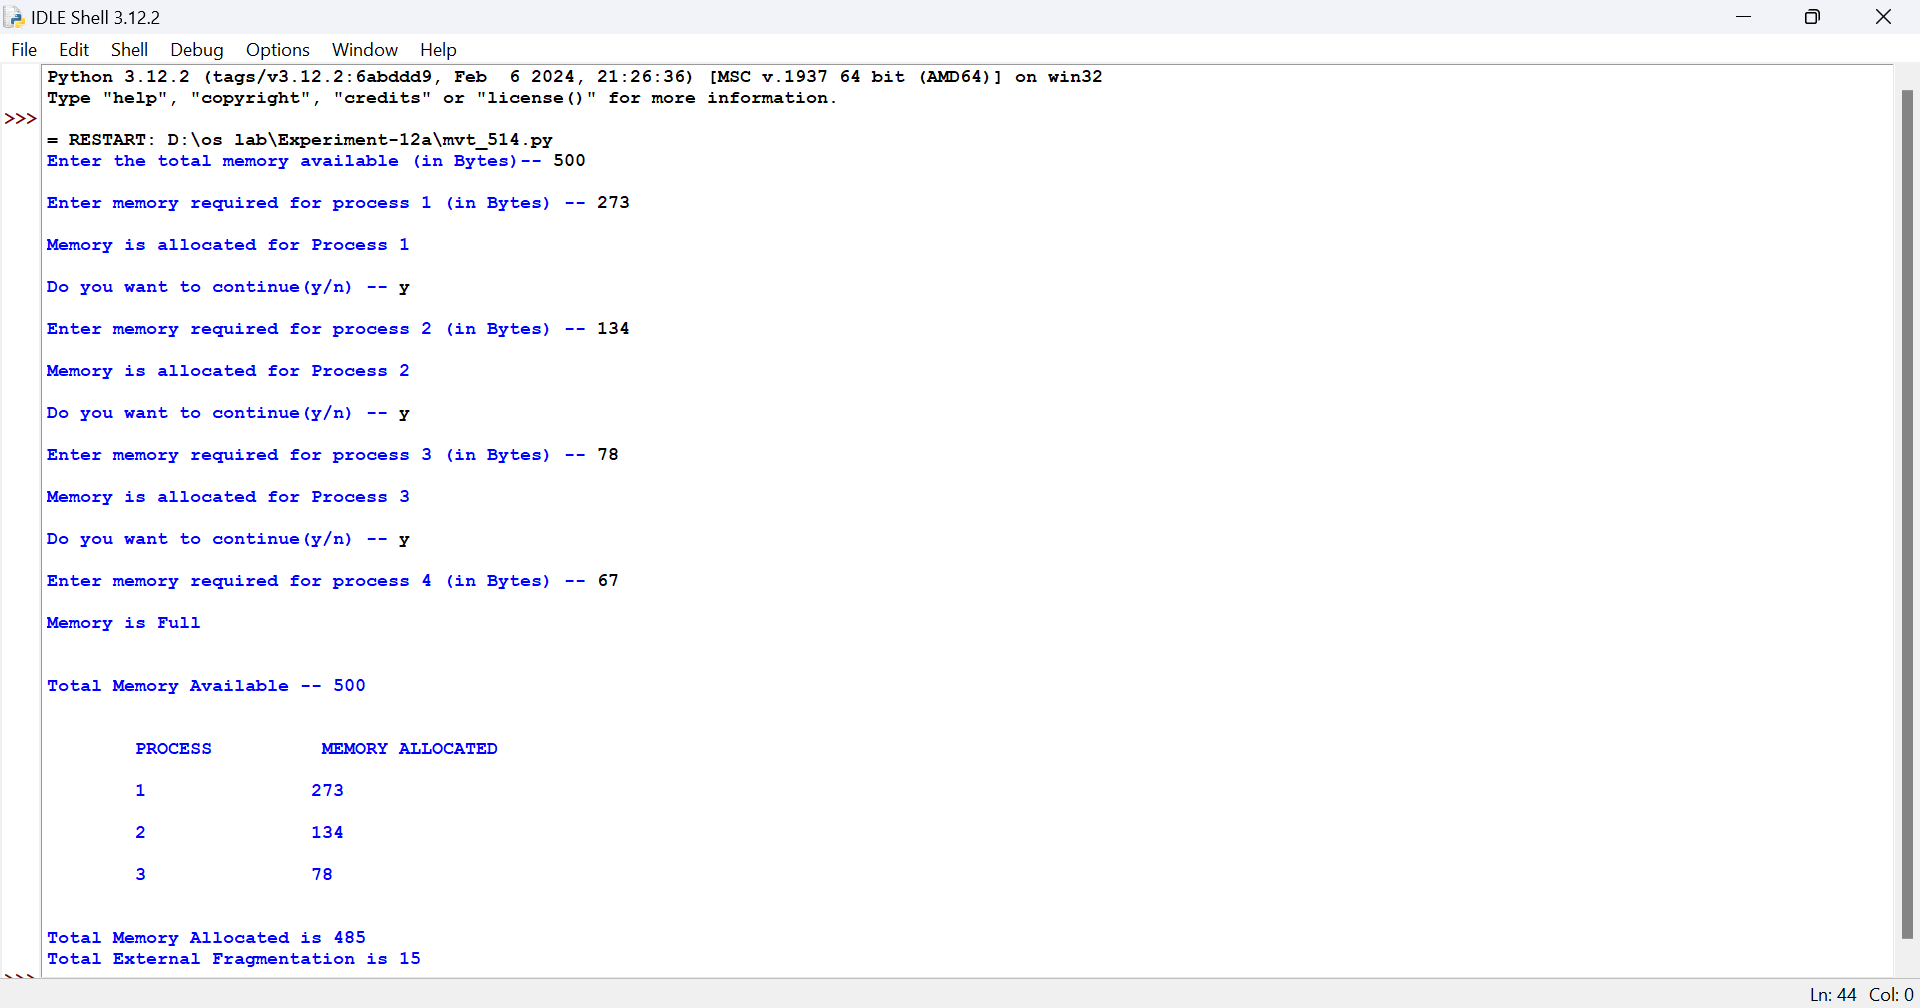 IDLE Shell 3.12.2
File Edit Shell Debug Options Window Help
Python 3.12.2 (tags/v3.12.2:6abddd9, Feb  6 2024, 21:26:36) [MSC v.1937 64 bit (AMD64)] on win32
Type "help", "copyright", "credits" or "license()" for more information.
>>>
= RESTART: D:\os lab\Experiment-12a\mvt_514.py
Enter the total memory available (in Bytes)-- 500
Enter memory required for process 1 (in Bytes) -- 273
Memory is allocated for Process 1
Do you want to continue(y/n) -- y
Enter memory required for process 2 (in Bytes) -- 134
Memory is allocated for Process 2
Do you want to continue(y/n) -- y
Enter memory required for process 3 (in Bytes) -- 78
Memory is allocated for Process 3
Do you want to continue(y/n) -- y
Enter memory required for process 4 (in Bytes) -- 67
Memory is Full
Total Memory Available -- 500
PROCESS MEMORY ALLOCATED
1 273
2 134
3 78
Total Memory Allocated is 485
Total External Fragmentation is 15
>>>
Ln: 44 Col: 0